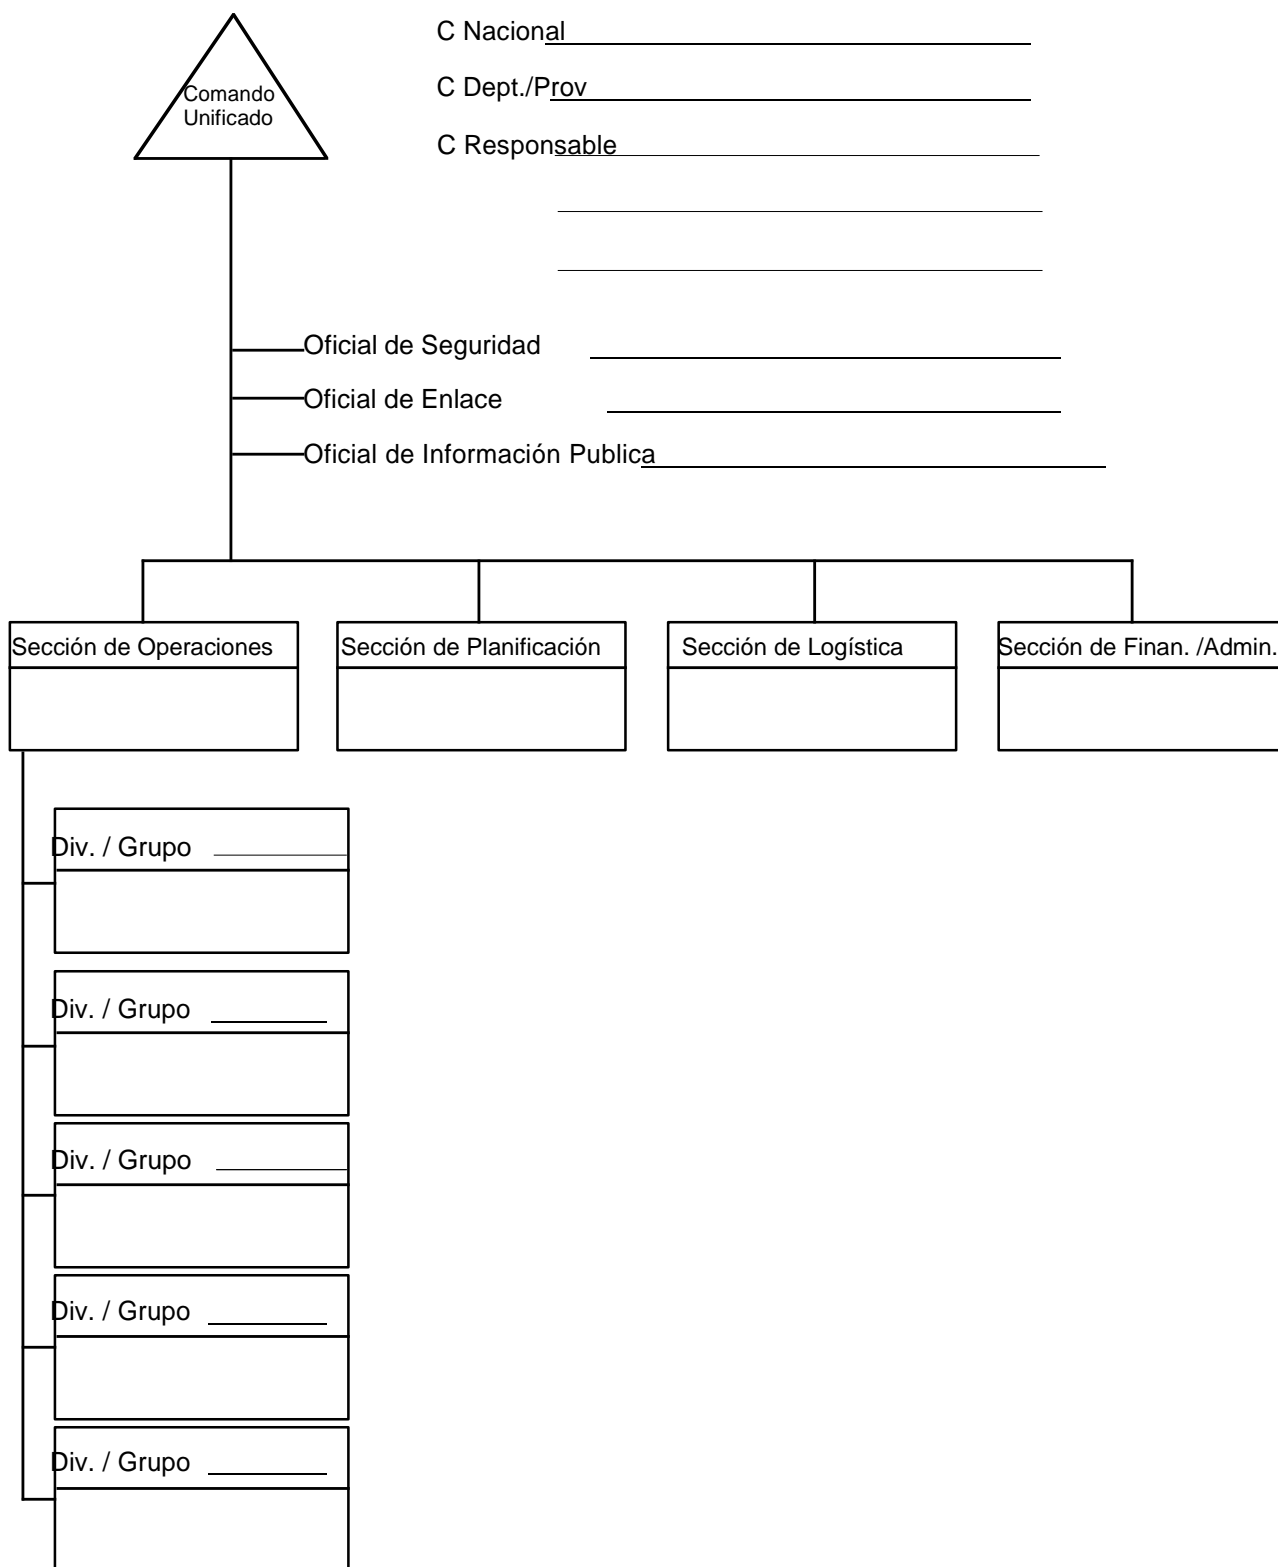 C Nacional
Comando
Unificado
C Dept./Prov
C Responsable
Oficial de Seguridad
Oficial de Enlace
Oficial de Información Publica
Sección de Operaciones
Sección de Planificación
Sección de Logística
Sección de Finan. /Admin.
Div. / Grupo
Div. / Grupo
Div. / Grupo
Div. / Grupo
Div. / Grupo